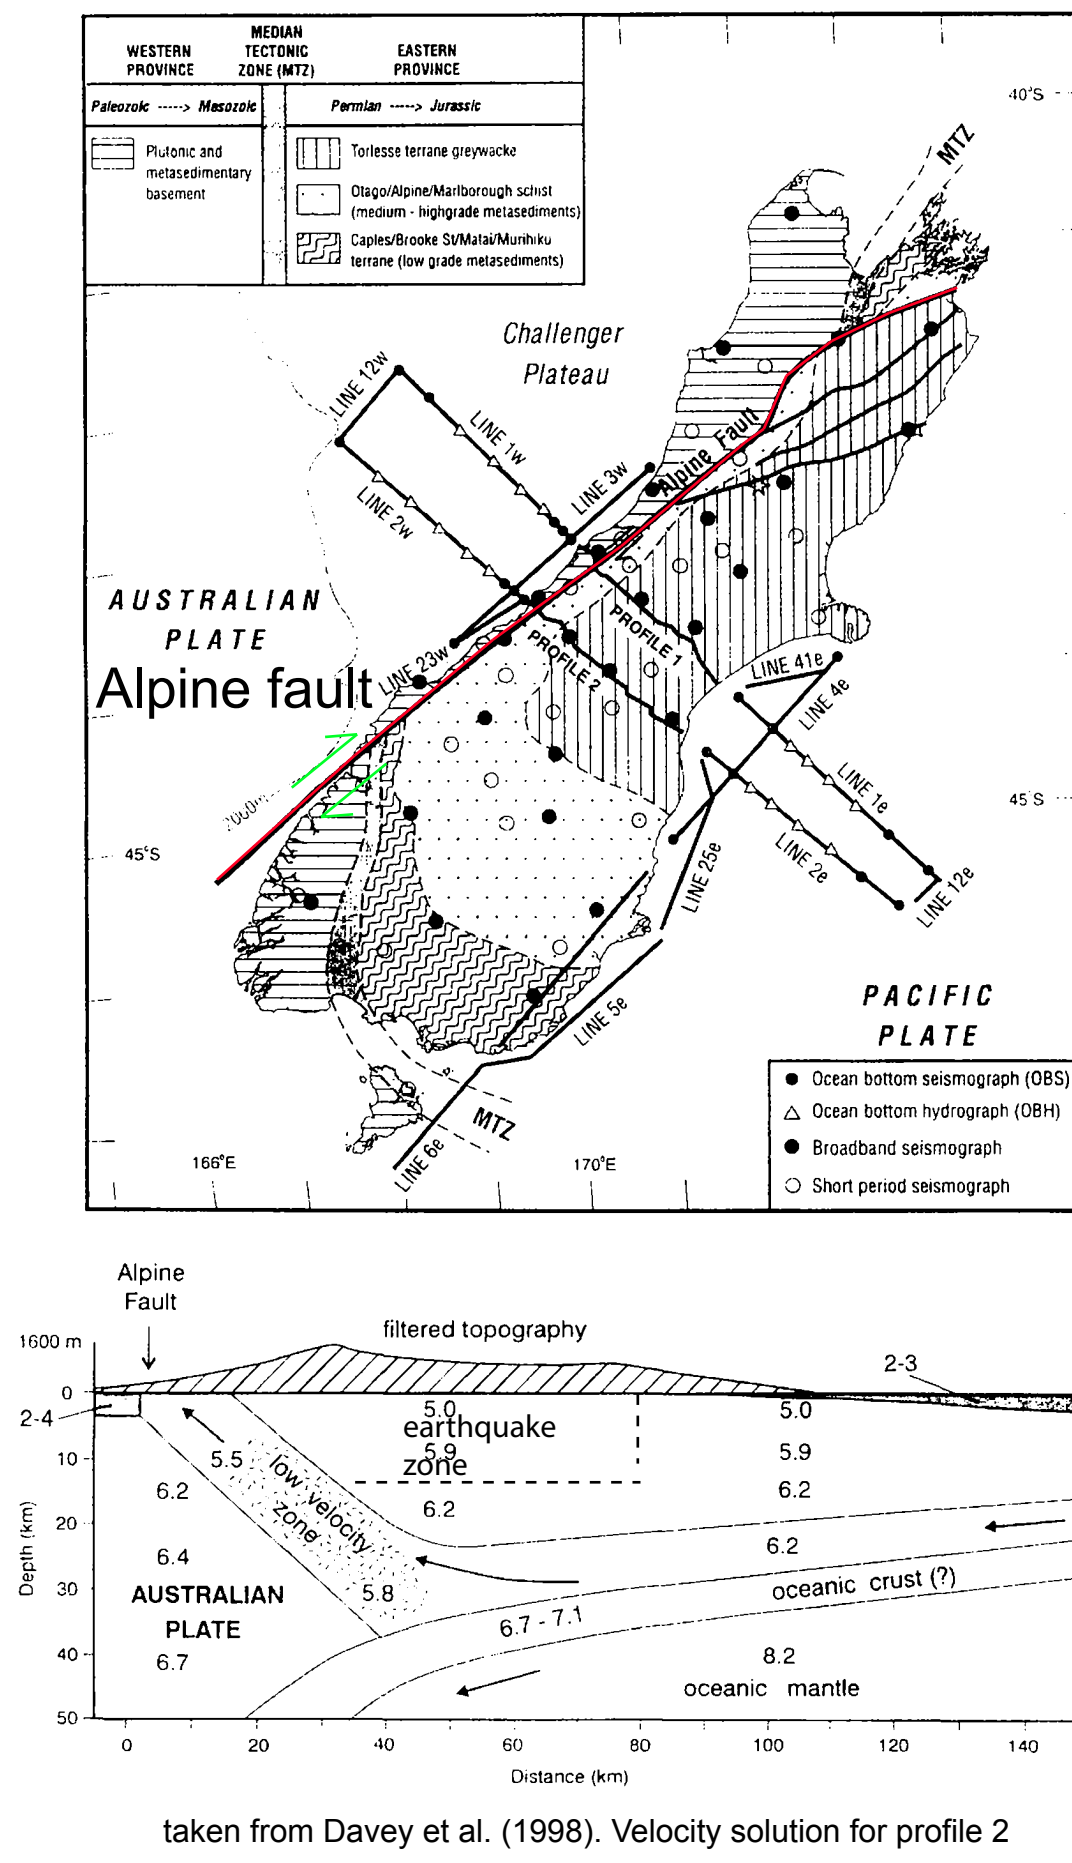 WESTERN
PROVINCE
MEDIAN
TECTONIC
ZONE (MTZ)
EASTERN
PROVINCE
Paleozoic -----> Mesozoic
Permian ----> Jurassic
Plutonic and
metasedimentary
basement
Torlesse terrane greywacke
Otago/Alpine/Marlborough schist
(medium - highgrade metasediments)
Caples/Brooke St/Matai/Murihiku
terrane (low grade metasediments)
40°S
MTZ
Challenger
Plateau
LINE 12w
LINE 1w
LINE 2w
LINE 3w
Alpine Fault
AUSTRALIAN
PLATE
Alpine fault
LINE 23w
PROFILE 1
PROFILE 2
LINE 41e
LINE 4e
LINE 1e
LINE 2e
LINE 12e
LINE 25e
2000m
45°S
45°S
LINE 5e
LINE 6e
MTZ
PACIFIC
PLATE
166°E
170°E
Ocean bottom seismograph (OBS)
Ocean bottom hydrograph (OBH)
Broadband seismograph
Short period seismograph
Alpine
Fault
filtered topography
1600 m
0
10
20
30
40
50
Depth (km)
2-4
2-3
5.0
earthquake
5.9
zone
6.2
5.0
5.9
6.2
6.2
5.5
low velocity
zone
5.8
6.2
6.4
AUSTRALIAN
PLATE
6.7
6.7 - 7.1
oceanic crust (?)
8.2
oceanic mantle
0 20 40 60 80 100 120 140
Distance (km)
taken from Davey et al. (1998). Velocity solution for profile 2